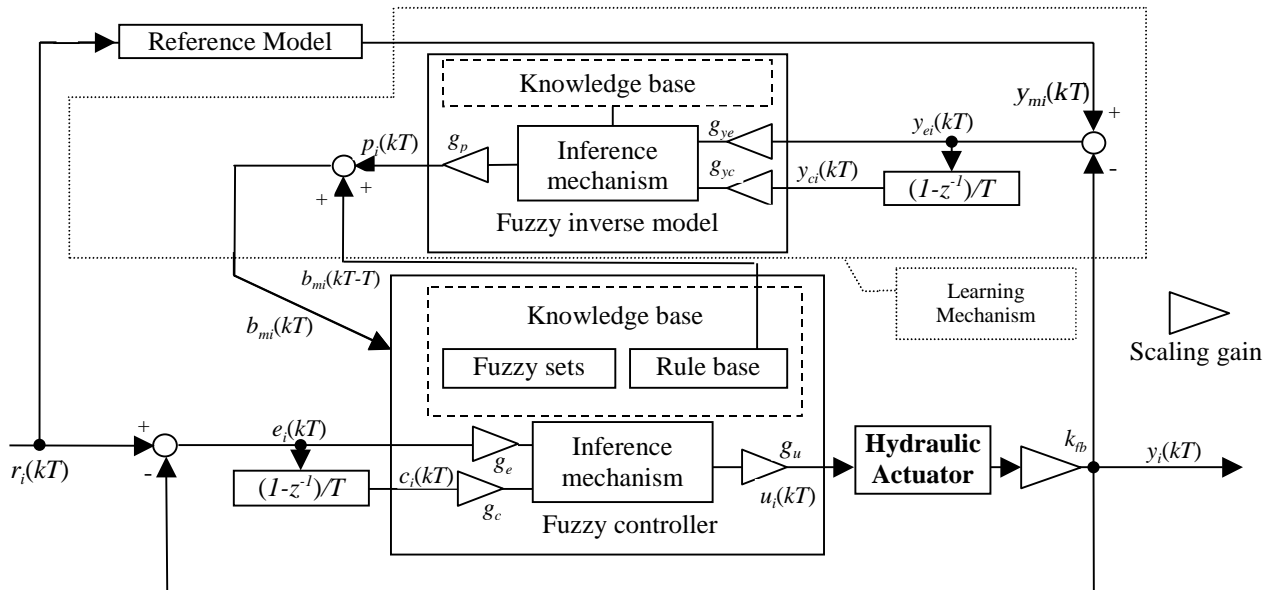 Reference Model
Knowledge base
y_mi(kT)
+
g_ye
y_ei(kT)
p_i(kT)
g_p
Inference
mechanism
g_yc
y_ci(kT)
-
(1-z^-1)/T
+
+
Fuzzy inverse model
b_mi(kT-T)
Learning
Mechanism
b_mi(kT)
Knowledge base
Fuzzy sets
Rule base
Scaling gain
+
e_i(kT)
Inference
mechanism
g_u
Hydraulic
Actuator
k_fb
y_i(kT)
r_i(kT)
-
g_e
(1-z^-1)/T
c_i(kT)
g_c
u_i(kT)
Fuzzy controller